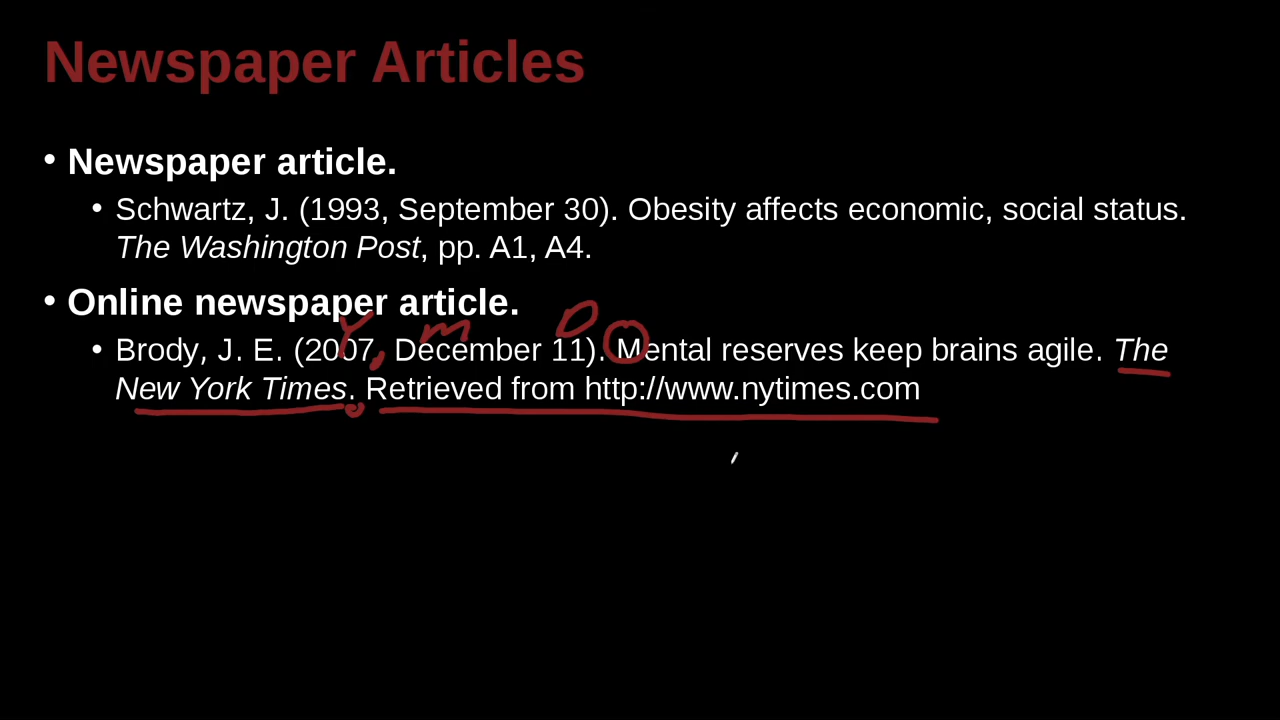 Newspaper Articles
• Newspaper article.
• Schwartz, J. (1993, September 30). Obesity affects economic, social status.
The Washington Post, pp. A1, A4.
• Online newspaper article.
Y m D
• Brody, J. E. (2007, December 11). Mental reserves keep brains agile. The
New York Times. Retrieved from http://www.nytimes.com